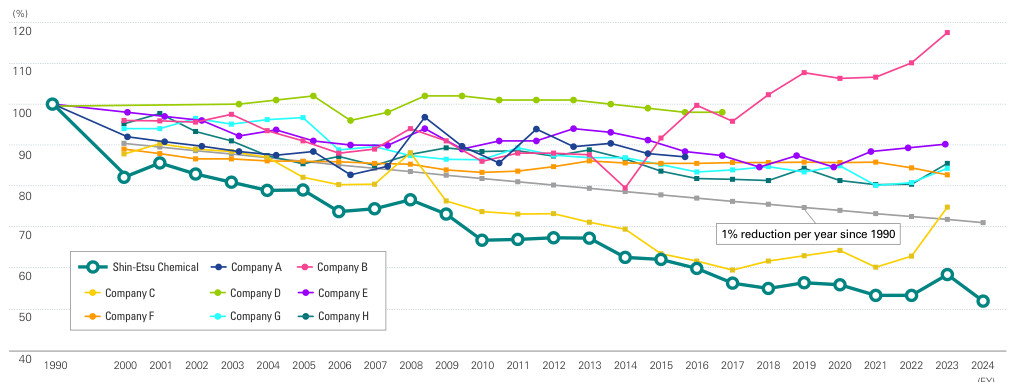 (%)
120
110
100
90
80
70
60
50
40
1% reduction per year since 1990
Shin-Etsu Chemical Company A Company B
Company C Company D Company E
Company F Company G Company H
1990 2000 2001 2002 2003 2004 2005 2006 2007 2008 2009 2010 2011 2012 2013 2014 2015 2016 2017 2018 2019 2020 2021 2022 2023 2024
(FY)